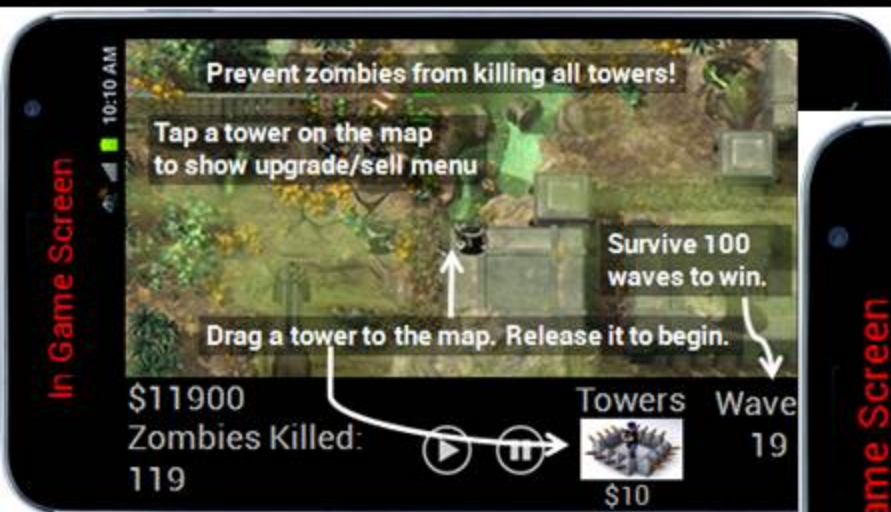 In Game Screen
10:10 AM
Prevent zombies from killing all towers!
Tap a tower on the map
to show upgrade/sell menu
Survive 100
waves to win.
Drag a tower to the map. Release it to begin.
$11900
Zombies Killed:
119
Towers
$10
Wave
19
ame Screen